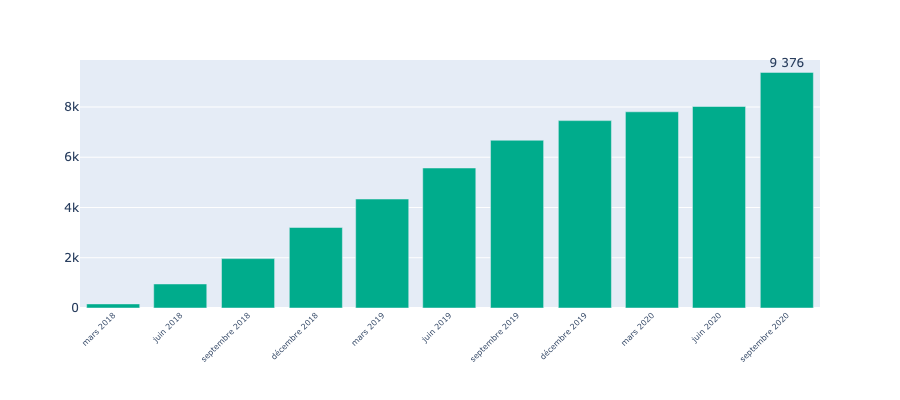 9 376
8k
6k
4k
2k
0
mars 2018
juin 2018
septembre 2018
décembre 2018
mars 2019
juin 2019
septembre 2019
décembre 2019
mars 2020
juin 2020
septembre 2020